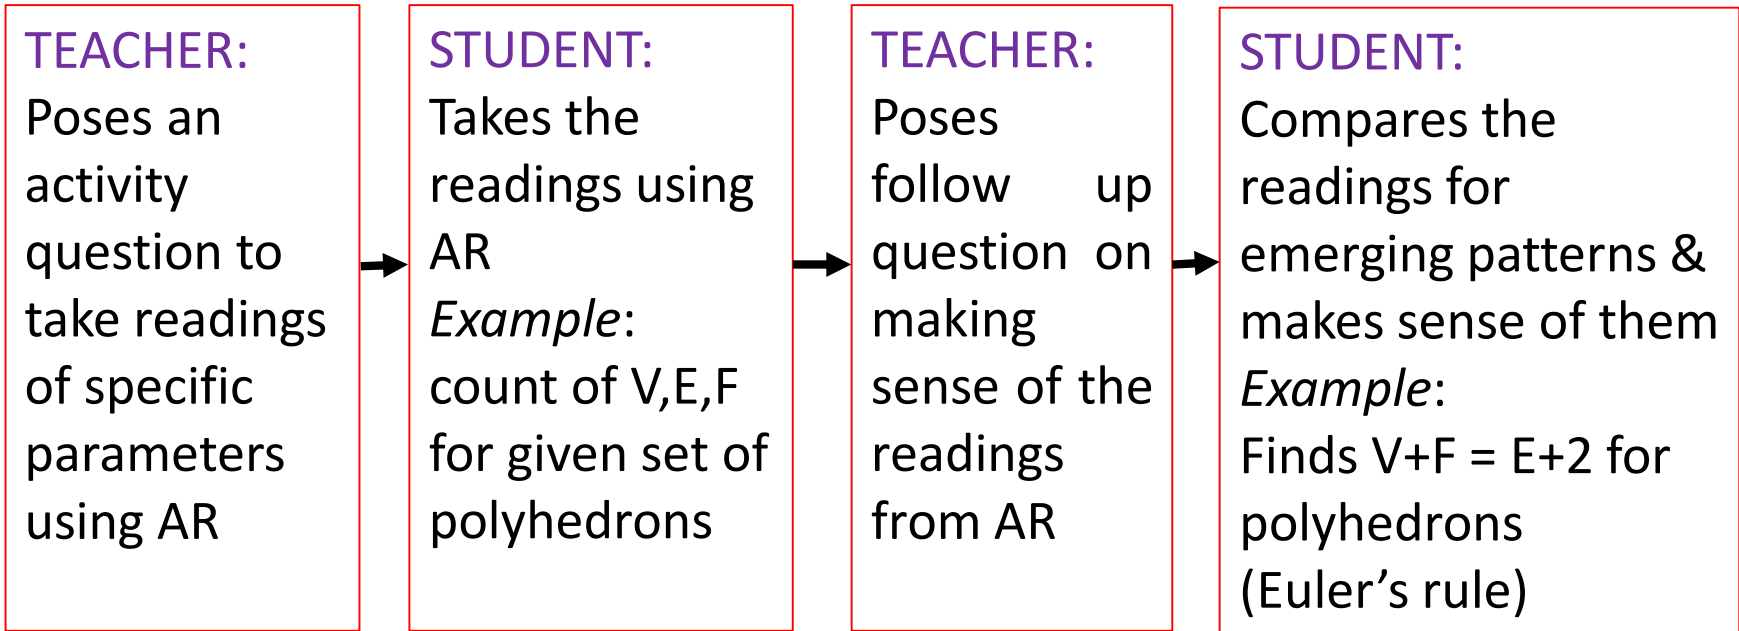 TEACHER:
Poses an
activity
question to
take readings
of specific
parameters
using AR
STUDENT:
Takes the
readings using
AR
Example:
count of V,E,F
for given set of
polyhedrons
TEACHER:
Poses
follow up
question on
making
sense of the
readings
from AR
STUDENT:
Compares the
readings for
emerging patterns &
makes sense of them
Example:
Finds V+F = E+2 for
polyhedrons
(Euler’s rule)